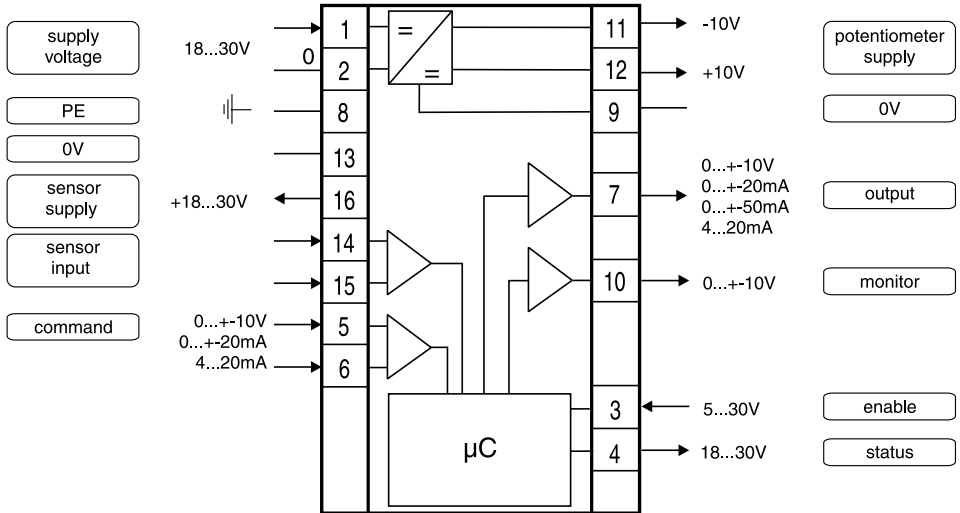 supply
voltage
18...30V
0
1
2
PE
8
0V
13
sensor
supply
+18...30V
16
sensor
input
14
15
command
0...+-10V
0...+-20mA
4...20mA
5
6
=
=
µC
11
-10V
12
+10V
potentiometer
supply
9
0V
7
0...+-10V
0...+-20mA
0...+-50mA
4...20mA
output
10
0...+-10V
monitor
3
5...30V
enable
4
18...30V
status